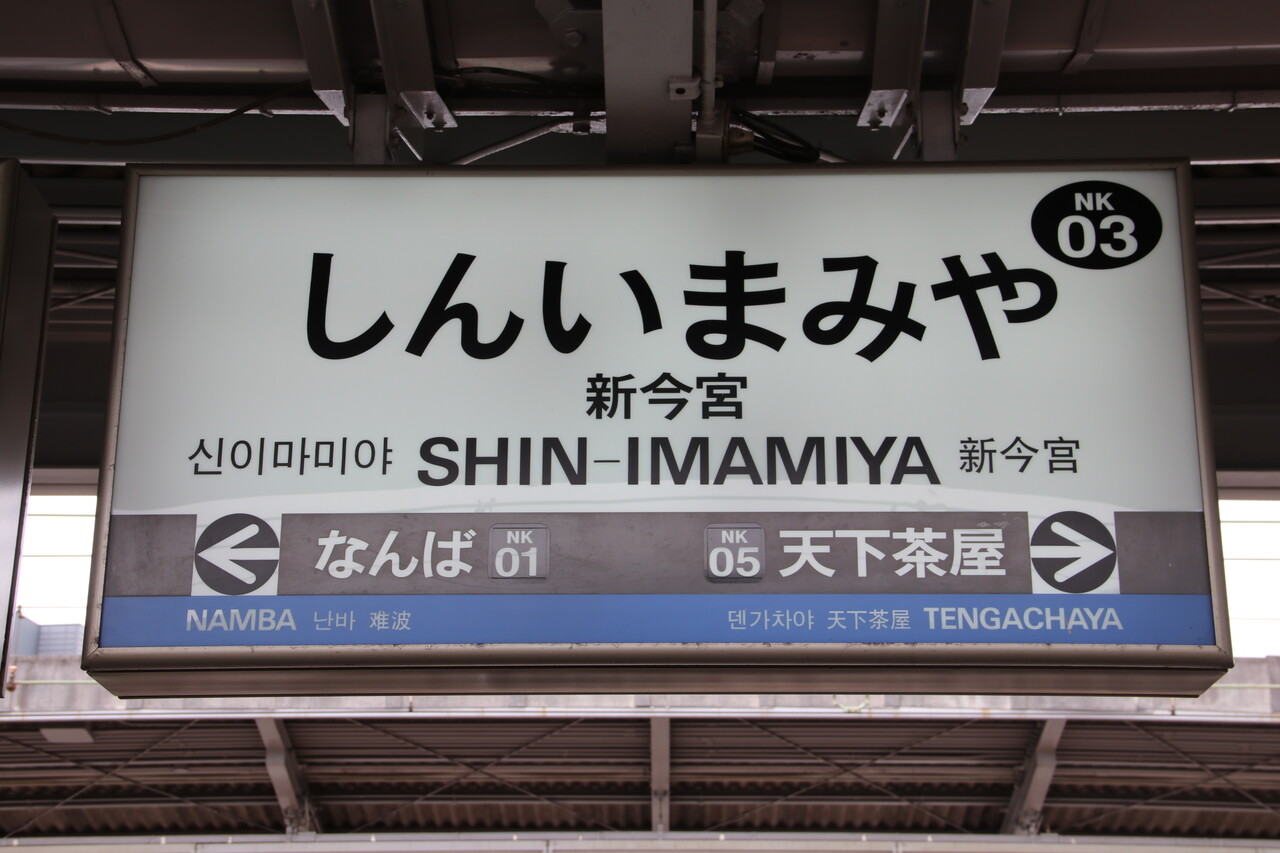 NK
03
しんいまみや
新今宮
신이마미야 SHIN-IMAMIYA 新今宫
なんば NK 01 NK 05 天下茶屋
NAMBA 난바 难波 덴가차야 天下茶屋 TENGACHAYA